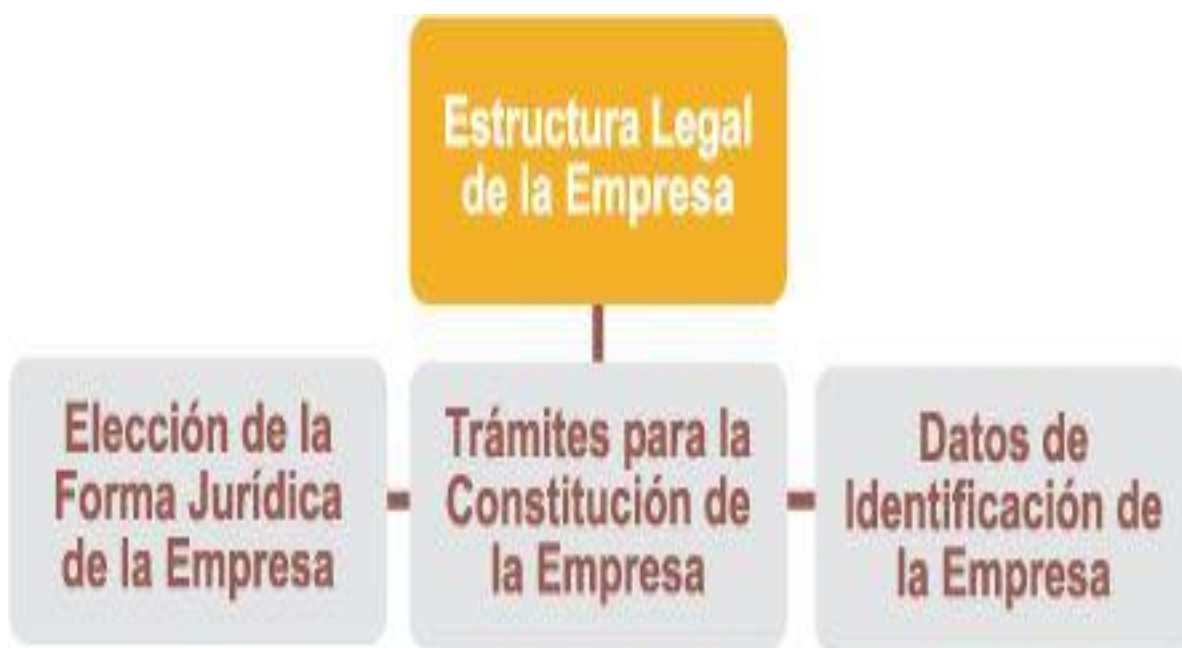 Estructura Legal
de la Empresa
Elección de la
Forma Jurídica
de la Empresa
Trámites para la
Constitución de
la Empresa
Datos de
Identificación de
la Empresa